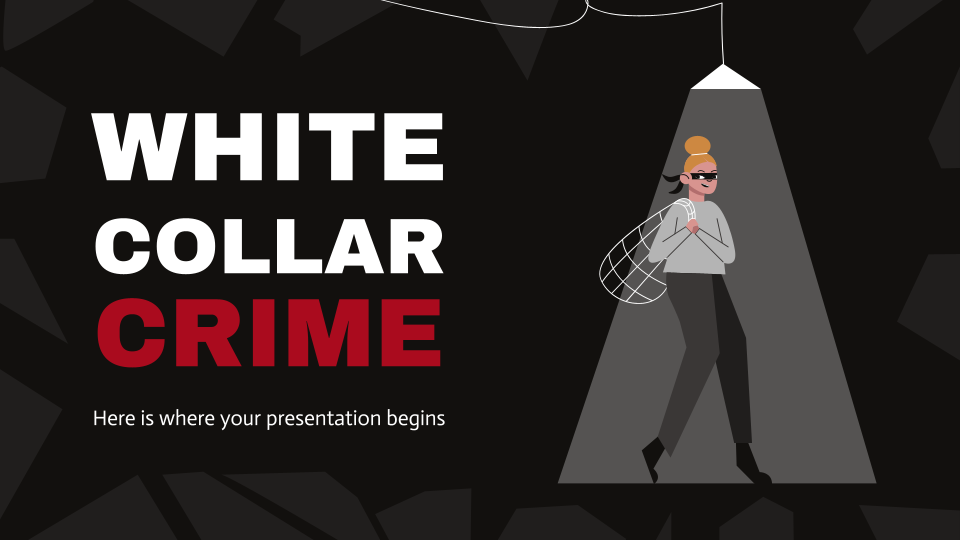 WHITE
COLLAR
CRIME
Here is where your presentation begins